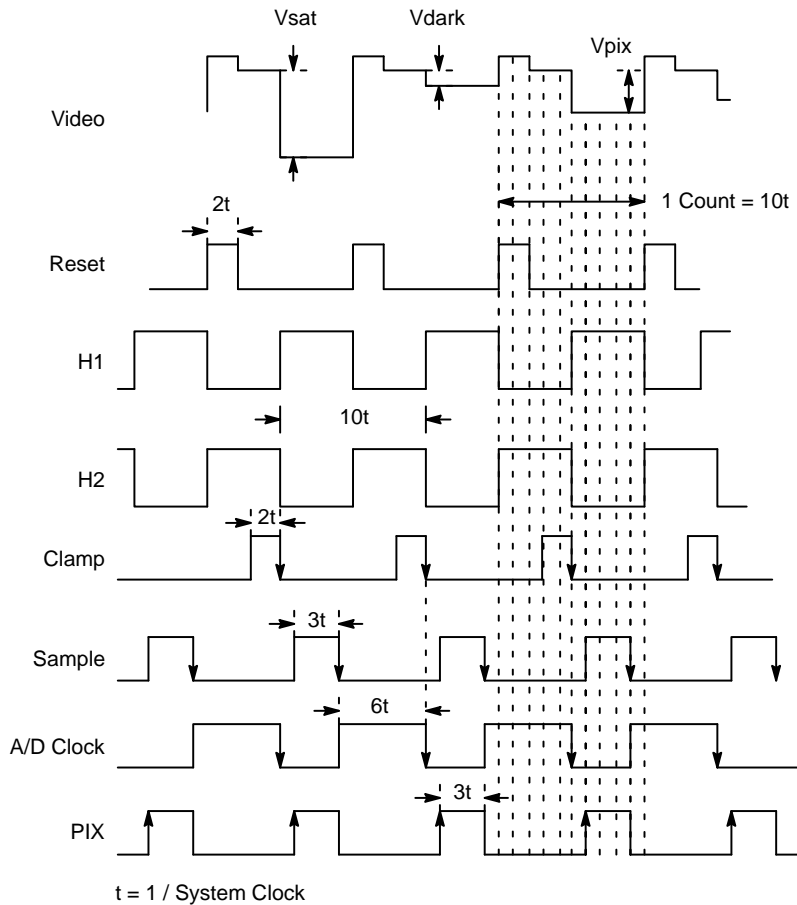 Vsat
Vdark
Vpix
Video
1 Count = 10t
2t
Reset
H1
10t
H2
2t
Clamp
3t
Sample
6t
A/D Clock
3t
PIX
t = 1 / System Clock